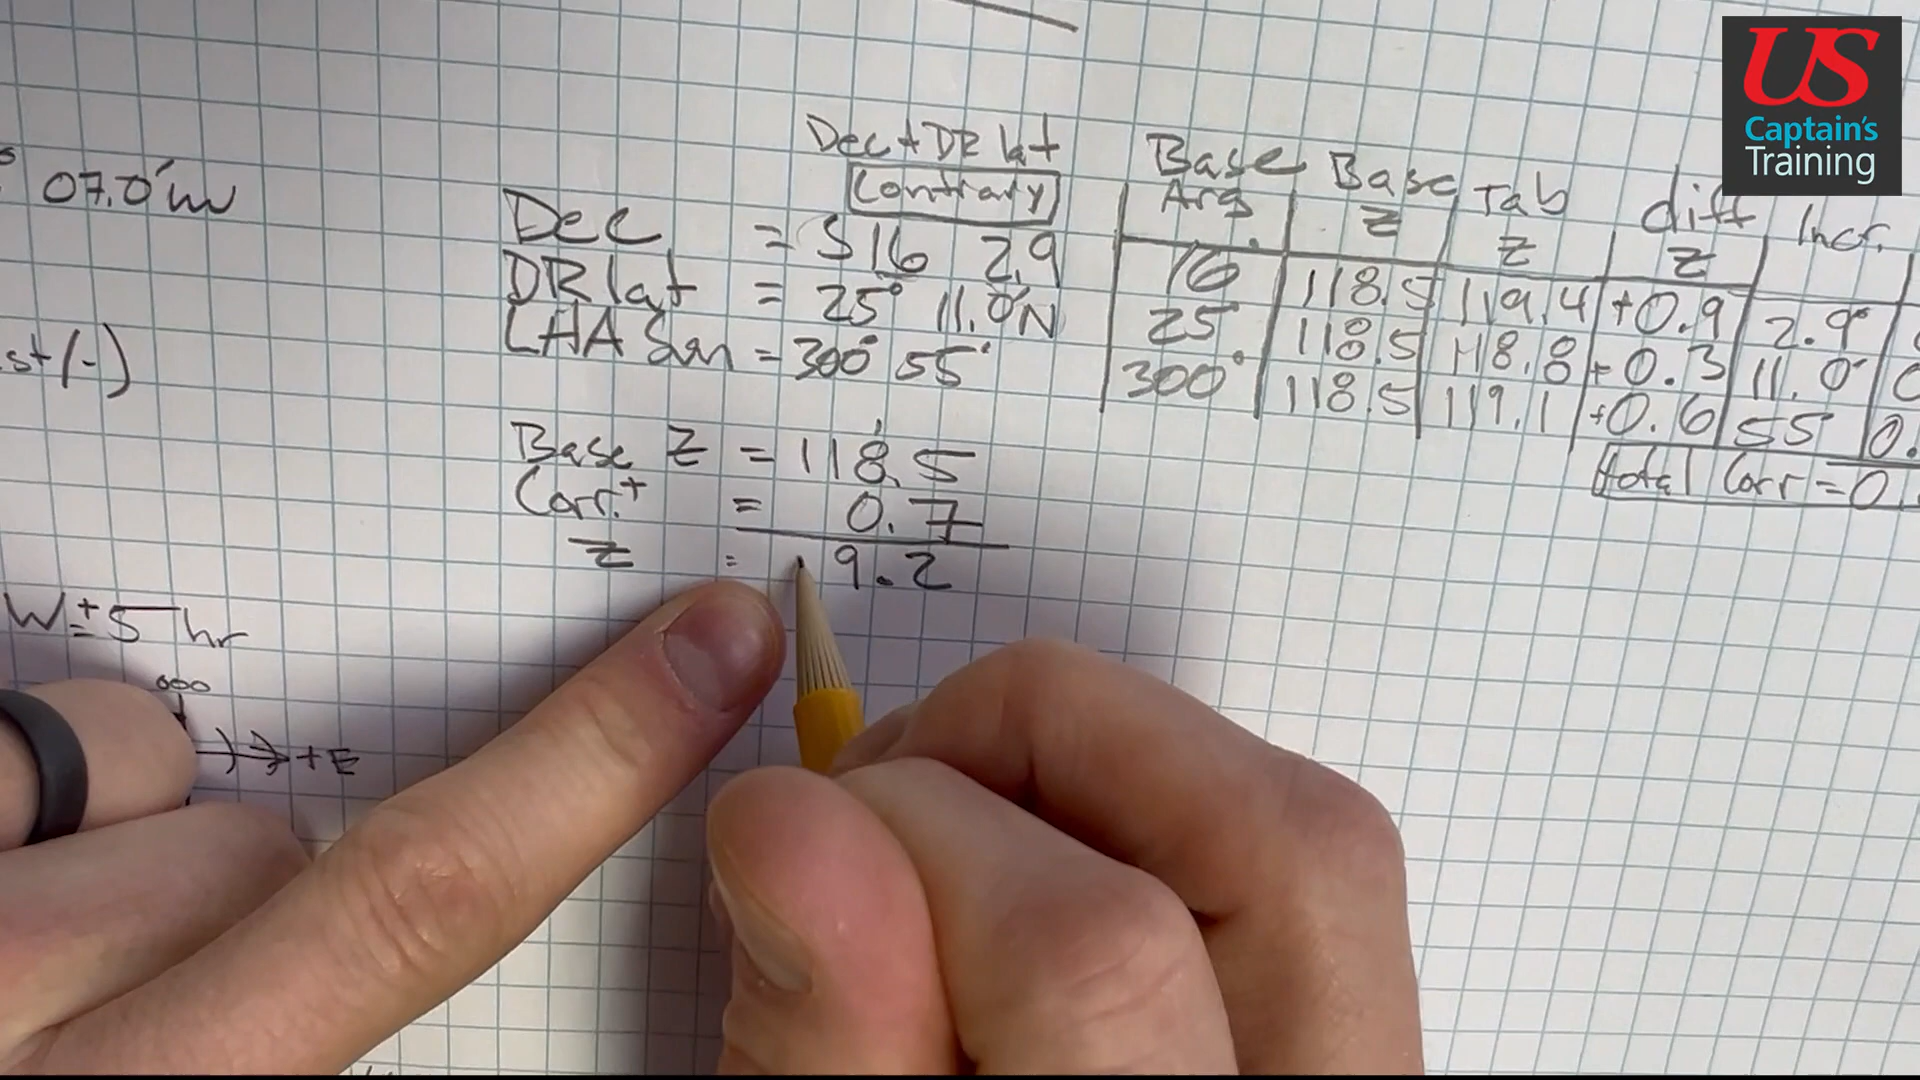 US
Captain's
Training
07.0'W
st(-)
W = + 5 hr
000
+E
Dec + DR lat
Contrary
Dec = S 16 2.9
DR lat = 25° 11.0'N
LHA Sun = 300° 55'
Base Z = 118.5
Corr.+ = 0.7
Z = 9.2
Base Arg. Base Z Tab Z diff Z Incr.
16 118.5 119.4 +0.9 2.9'
25 118.5 118.8 +0.3 11.0'
300° 118.5 119.1 +0.6 55 0.
total Corr = 0.